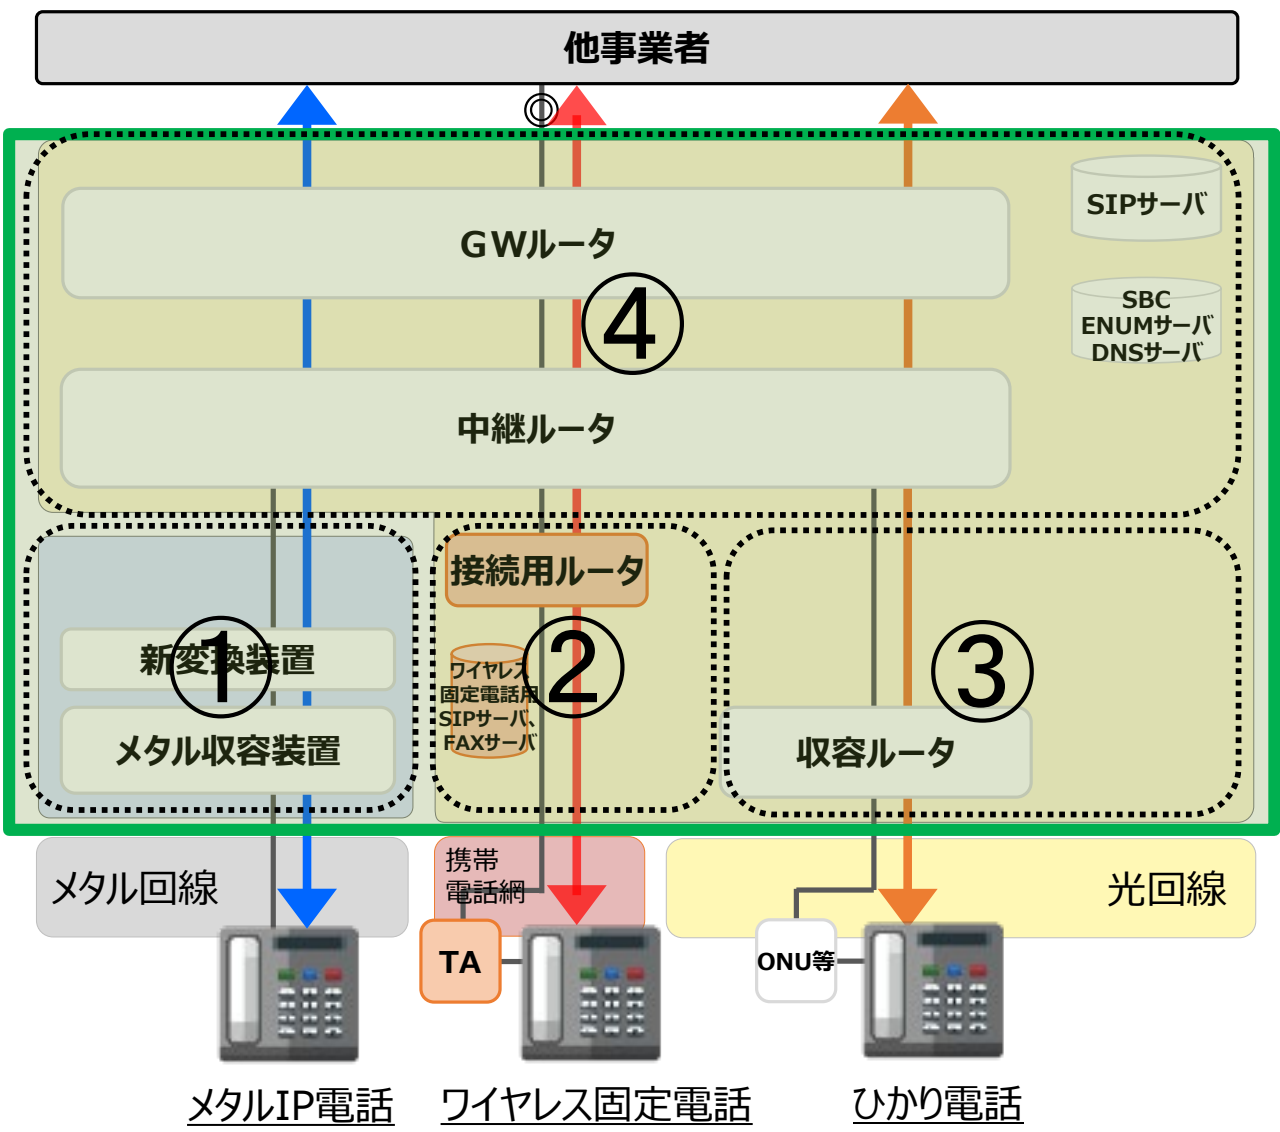 他事業者
◎
SIPサーバ
GWルータ
SBC
ENUMサーバ
DNSサーバ
④
中継ルータ
接続用ルータ
①
新変換装置
メタル収容装置
②
ワイヤレス
固定電話用
SIPサーバ、
FAXサーバ
③
収容ルータ
メタル回線
携帯
電話網
光回線
TA
ONU等
メタルIP電話
ワイヤレス固定電話
ひかり電話